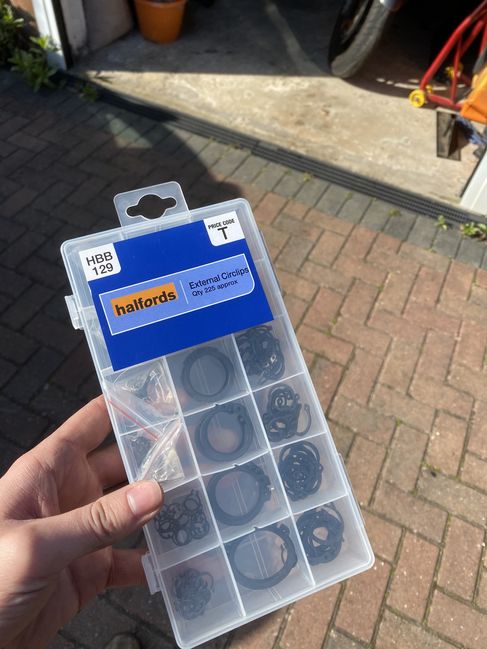 HBB
129
PRICE CODE
T
halfords
External Circlips
Qty 225 approx